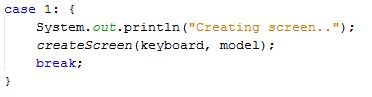 case 1: {
    System.out.println("Creating screen..");
    createScreen(keyboard, model);
    break;
}